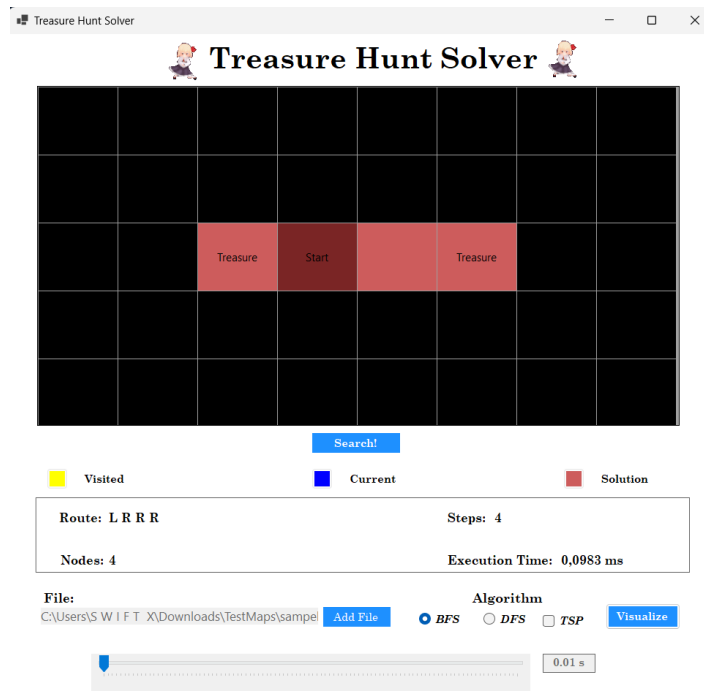 Treasure Hunt Solver
Treasure Hunt Solver
Treasure Start Treasure
Search!
Visited Current Solution
Route: L R R R Steps: 4
Nodes: 4 Execution Time: 0,0983 ms
File: Algorithm
C:\Users\S W I F T X\Downloads\TestMaps\sampel Add File BFS DFS TSP Visualize
0.01 s